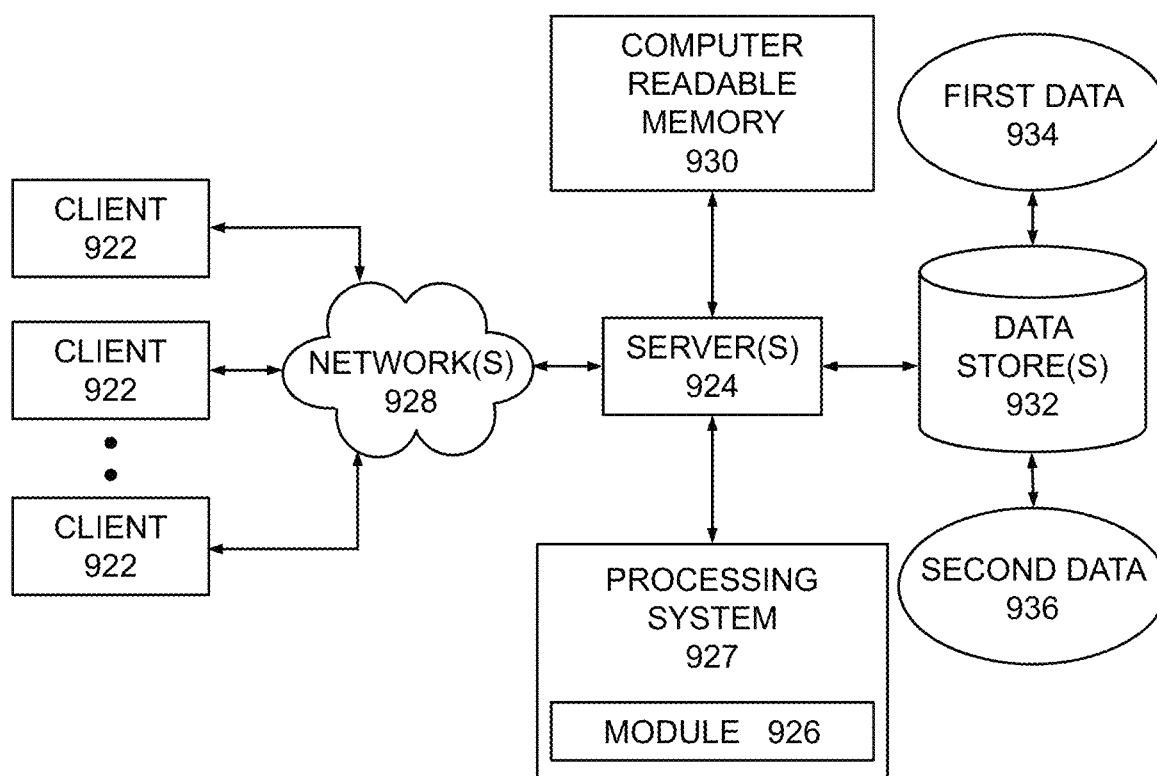 CLIENT
922
CLIENT
922
CLIENT
922
NETWORK(S)
928
COMPUTER
READABLE
MEMORY
930
SERVER(S)
924
PROCESSING
SYSTEM
927
MODULE 926
FIRST DATA
934
DATA
STORE(S)
932
SECOND DATA
936